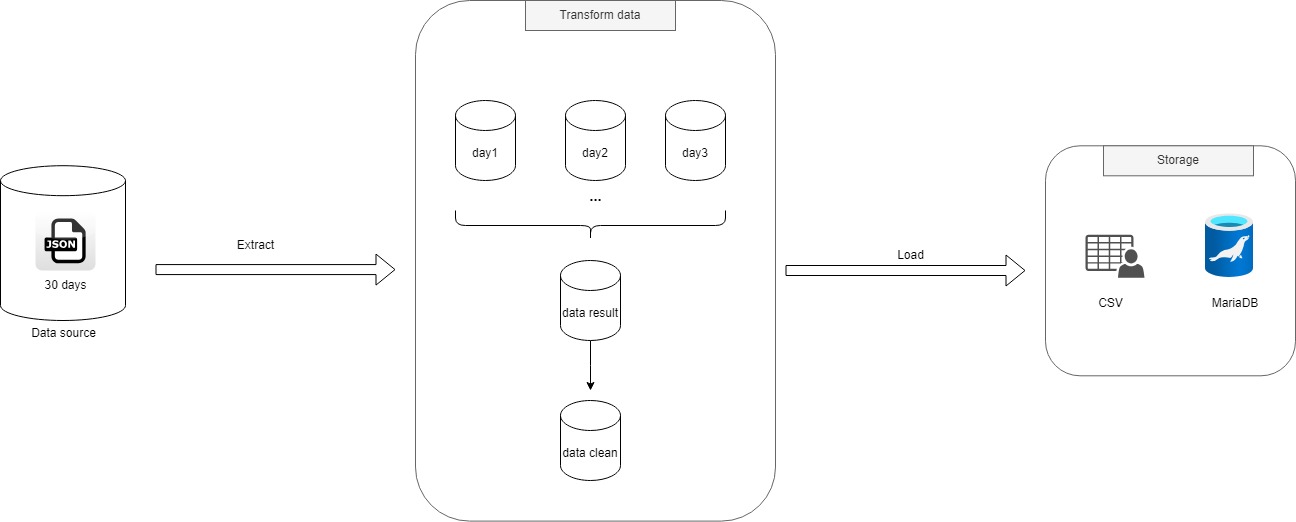 Transform data
day1
day2
day3
...
Storage
JSON
30 days
Data source
Extract
Load
data result
CSV
MariaDB
data clean